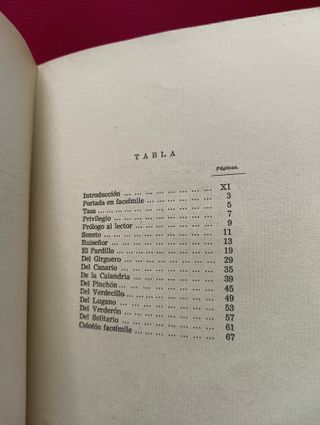 TABLA
Páginas.
Introducción ... ... ... ... ... ... ... ... XI
Portada en facsímile ... ... ... ... ... ... 3
Tasa ... ... ... ... ... ... ... ... ... 5
Privilegio ... ... ... ... ... ... ... ... 7
Prólogo al lector ... ... ... ... ... ... 9
Soneto ... ... ... ... ... ... ... ... 11
Ruiseñor ... ... ... ... ... ... ... ... 13
El Pardillo ... ... ... ... ... ... ... ... 19
Del Girguero ... ... ... ... ... ... ... 29
Del Canario ... ... ... ... ... ... ... 35
De la Calandria ... ... ... ... ... ... 39
Del Pinchón ... ... ... ... ... ... ... 45
Del Verdecillo ... ... ... ... ... ... ... 49
Del Lugano ... ... ... ... ... ... ... 53
Del Verderón ... ... ... ... ... ... ... 57
Del Solitario ... ... ... ... ... ... ... 61
Colofón facsímile ... ... ... ... ... ... 67